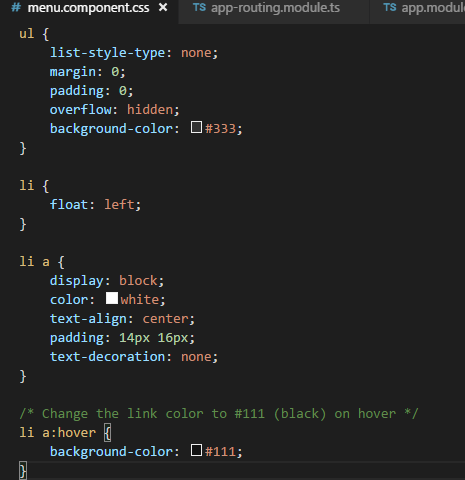 # menu.component.css × TS app-routing.module.ts TS app.module
ul {
    list-style-type: none;
    margin: 0;
    padding: 0;
    overflow: hidden;
    background-color: #333;
}

li {
    float: left;
}

li a {
    display: block;
    color: white;
    text-align: center;
    padding: 14px 16px;
    text-decoration: none;
}

/* Change the link color to #111 (black) on hover */
li a:hover {
    background-color: #111;
}